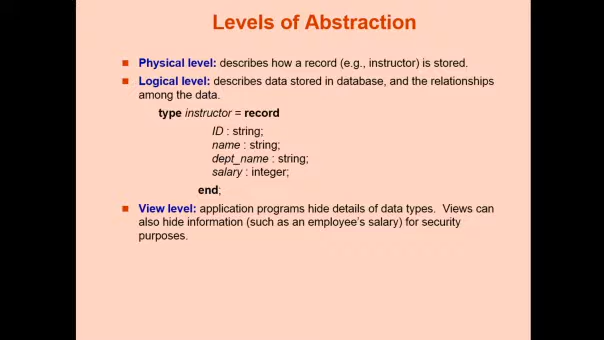 Levels of Abstraction
Physical level: describes how a record (e.g., instructor) is stored.
Logical level: describes data stored in database, and the relationships
among the data.
type instructor = record
ID : string;
name : string;
dept_name : string;
salary : integer;
end;
View level: application programs hide details of data types. Views can
also hide information (such as an employee's salary) for security
purposes.